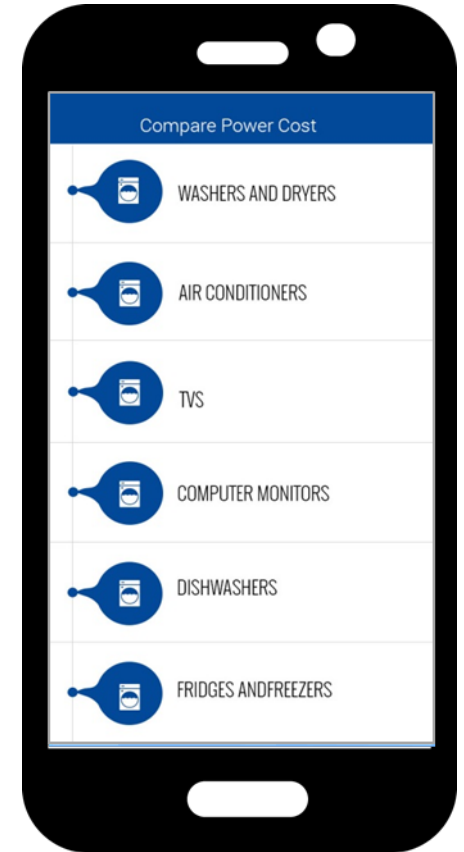 Compare Power Cost
WASHERS AND DRYERS
AIR CONDITIONERS
TVS
COMPUTER MONITORS
DISHWASHERS
FRIDGES ANDFREEZERS